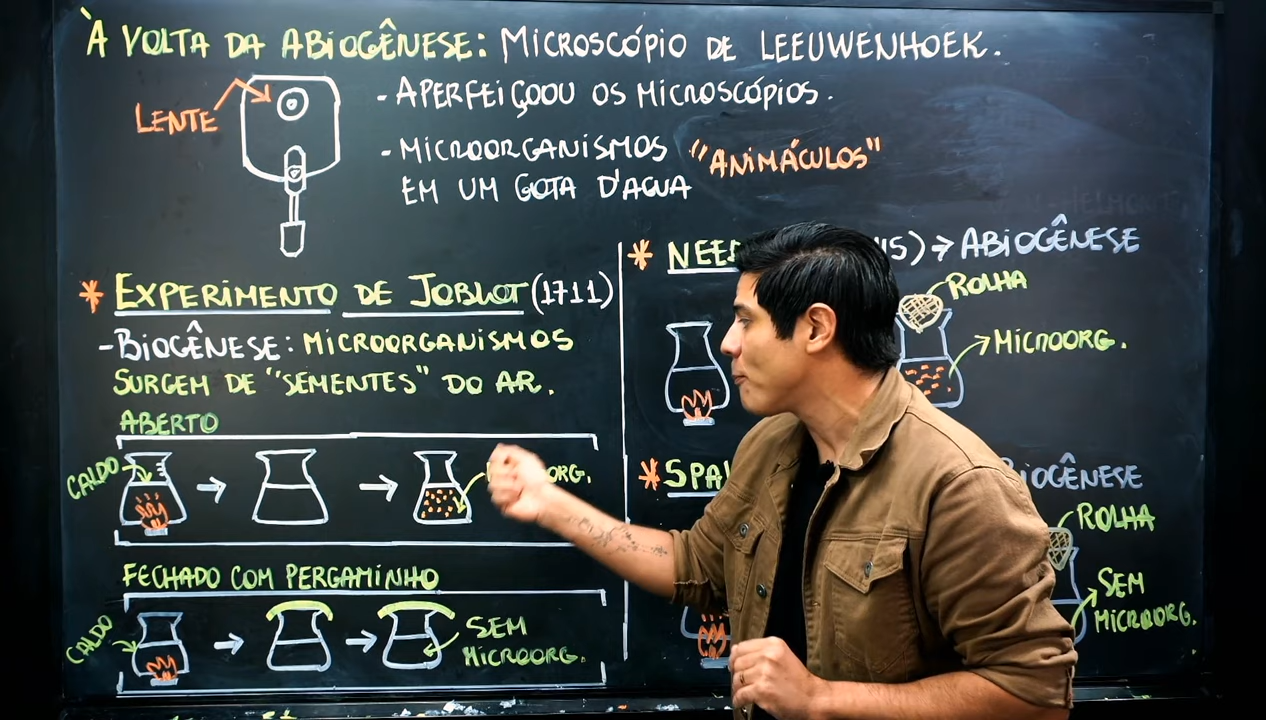 À VOLTA DA ABIOGÊNESE: MICROSCÓPIO DE LEEUWENHOEK.
LENTE
- APERFEIÇOOU OS MICROSCÓPIOS.
- MICROORGANISMOS "ANIMÁCULOS"
EM UM GOTA D'AGUA
* EXPERIMENTO DE JOBLOT (1711)
- BIOGÊNESE: MICROORGANISMOS
SURGEM DE "SEMENTES" DO AR.
ABERTO
CALDO
ORG.
FECHADO COM PERGAMINHO
CALDO
SEM
MICROORG.
* NEE 45) → ABIOGÊNESE
ROLHA
MICROORG.
* SPA BIOGÊNESE
ROLHA
SEM
MICROORG.